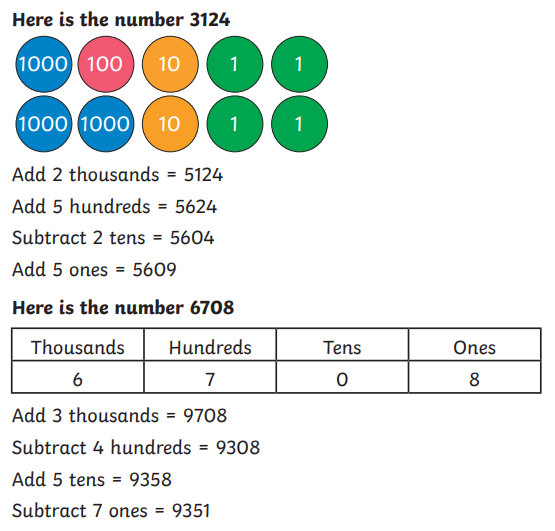 Here is the number 3124
1000 100 10 1 1
1000 1000 10 1 1
Add 2 thousands = 5124
Add 5 hundreds = 5624
Subtract 2 tens = 5604
Add 5 ones = 5609
Here is the number 6708
Thousands Hundreds Tens Ones
6 7 0 8
Add 3 thousands = 9708
Subtract 4 hundreds = 9308
Add 5 tens = 9358
Subtract 7 ones = 9351